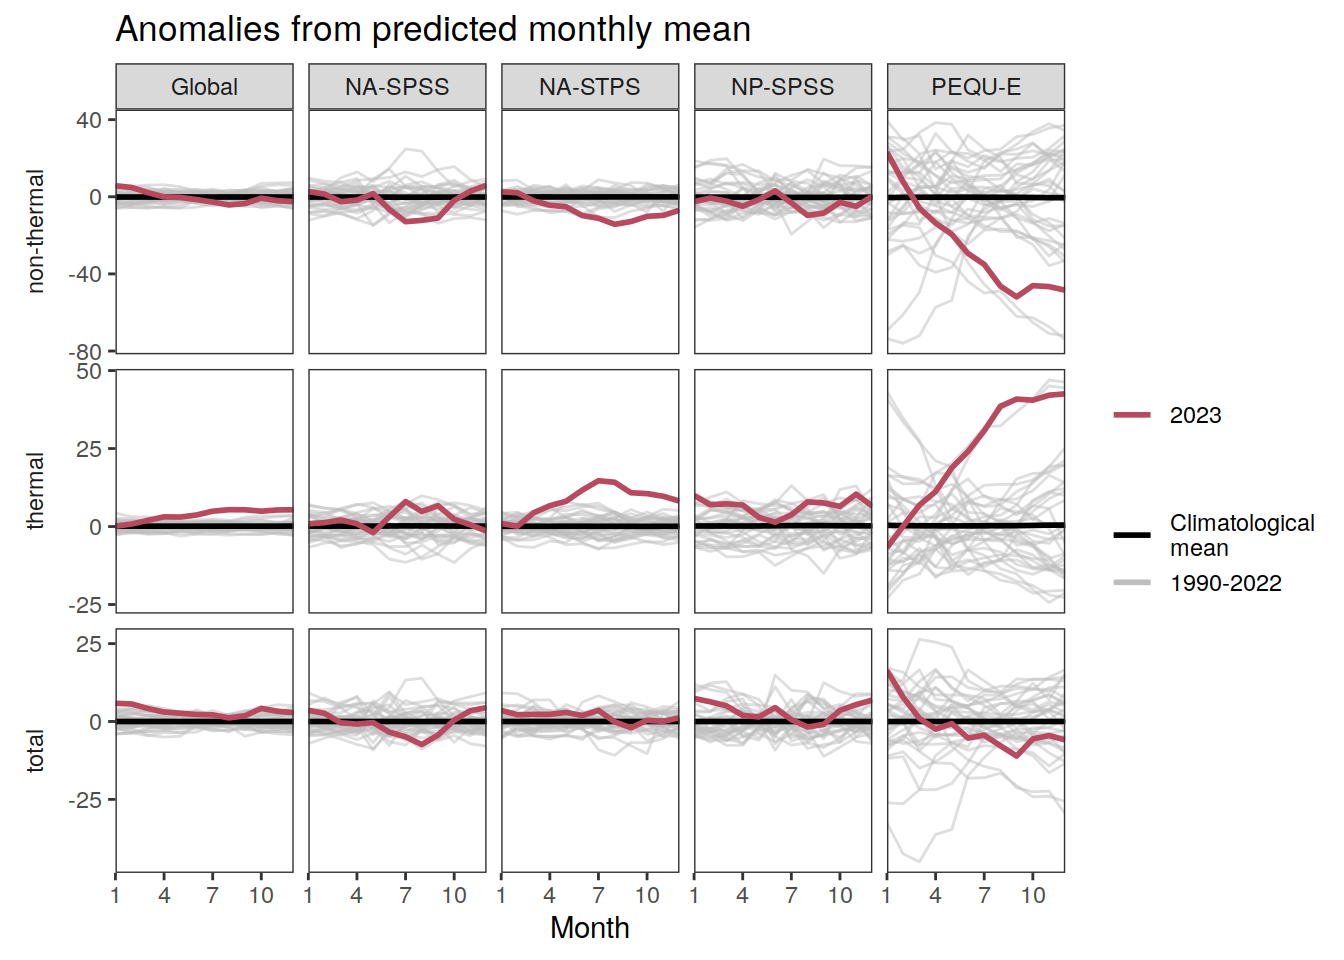 Anomalies from predicted monthly mean
Global NA-SPSS NA-STPS NP-SPSS PEQU-E
non-thermal
40
0
-40
-80
thermal
50
25
0
-25
total
25
0
-25
1 4 7 10 1 4 7 10 1 4 7 10 1 4 7 10 1 4 7 10
Month
2023
Climatological
mean
1990-2022